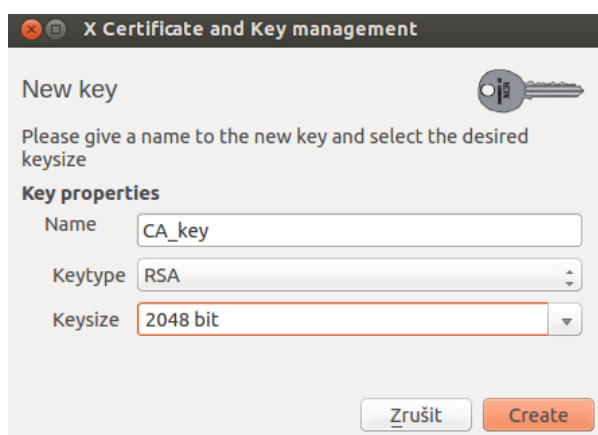 X Certificate and Key management
New key
Please give a name to the new key and select the desired
keysize
Key properties
Name CA_key
Keytype RSA
Keysize 2048 bit
Zrušit Create